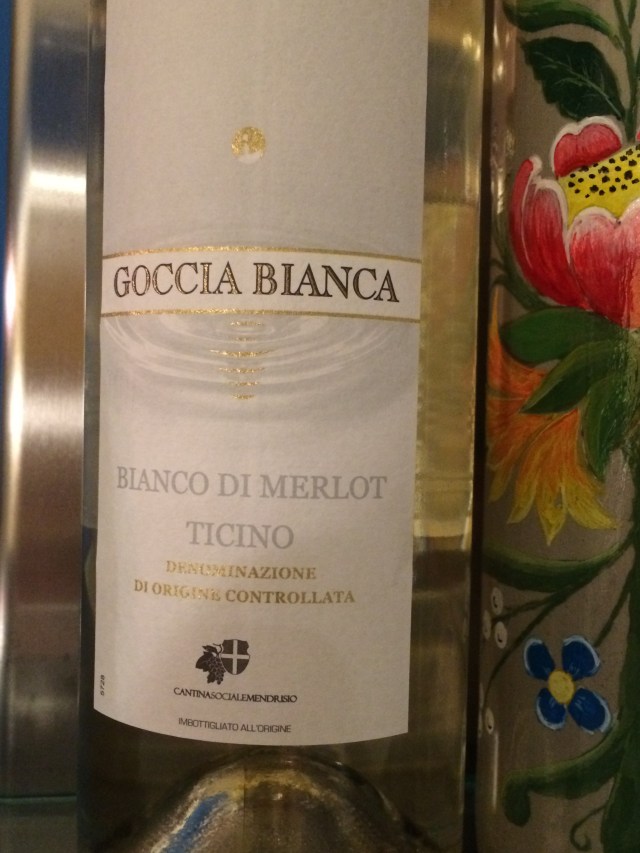 GOCCIA BIANCA
BIANCO DI MERLOT
TICINO
DENOMINAZIONE
DI ORIGINE CONTROLLATA
CANTINASOCIALEMENDRISIO
IMBOTTIGLIATO ALL'ORIGINE